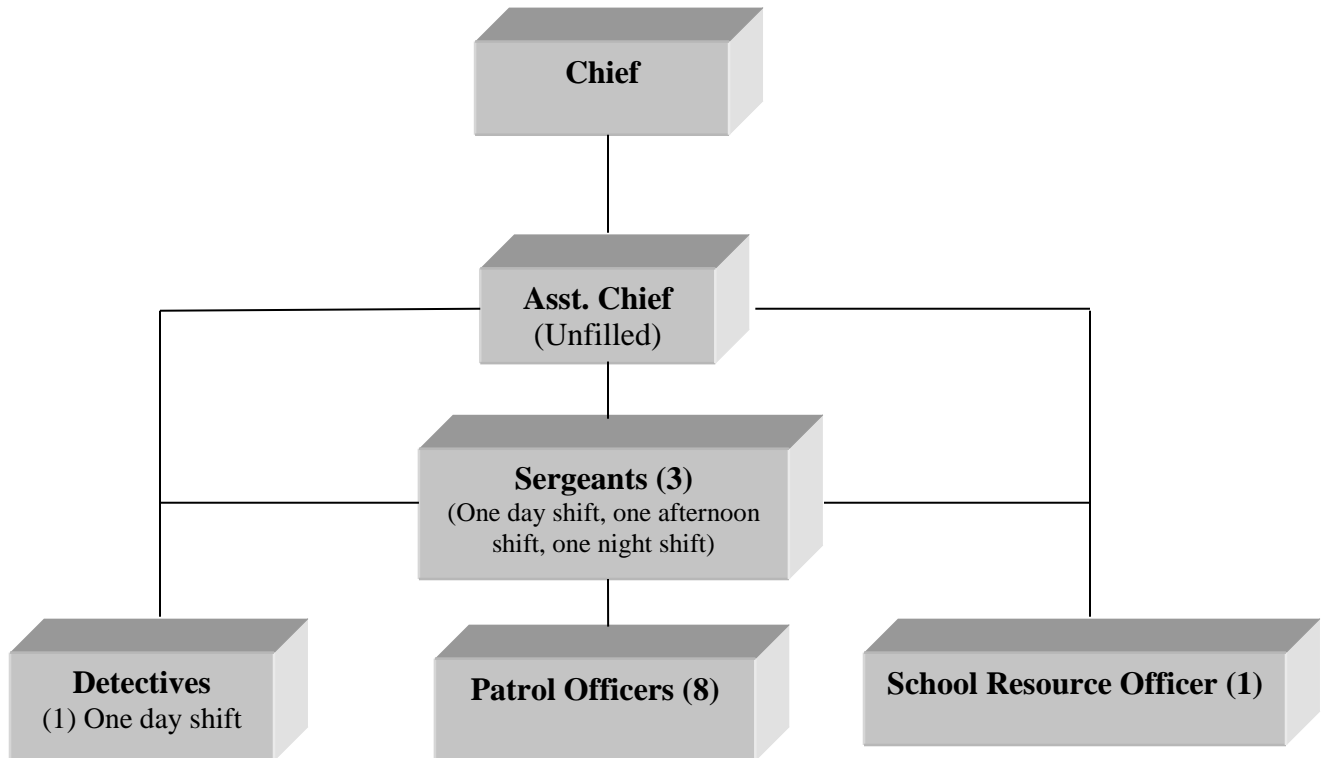 Chief
Asst. Chief
(Unfilled)
Sergeants (3)
(One day shift, one afternoon
shift, one night shift)
Detectives
(1) One day shift
Patrol Officers (8)
School Resource Officer (1)